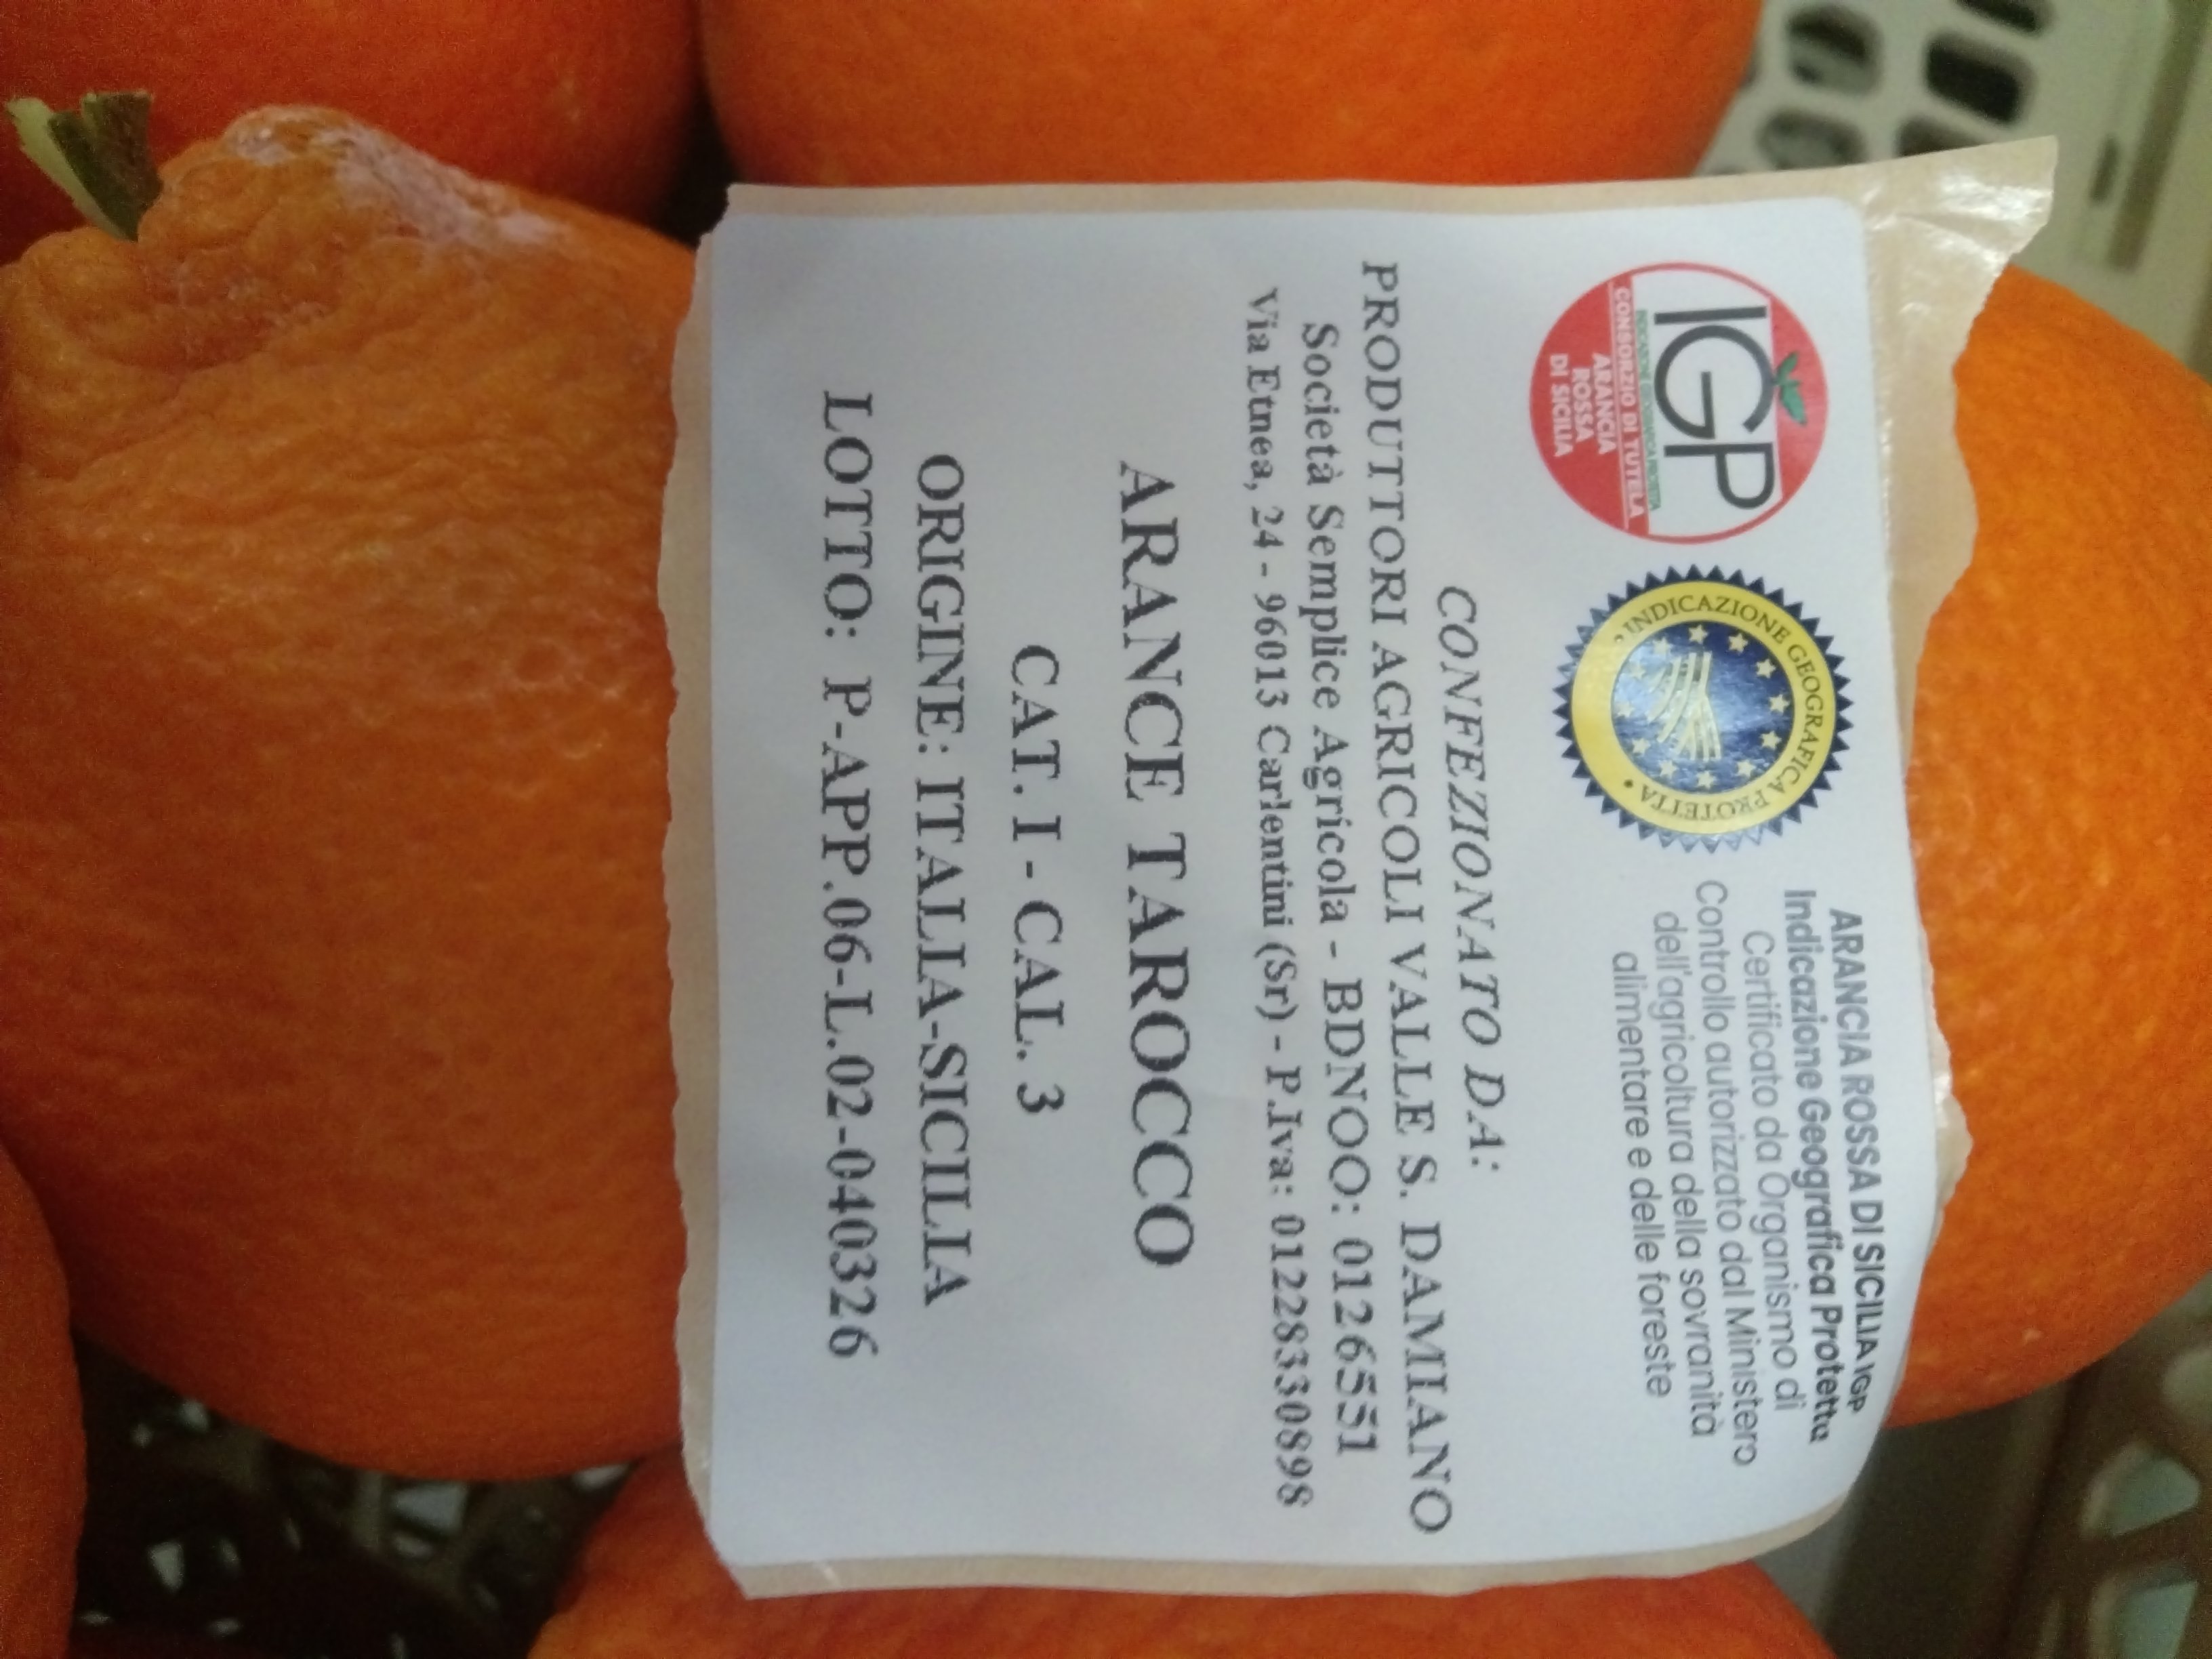 IGP
INDICAZIONE GEOGRAFICA PROTETTA
CONSORZIO DI TUTELA
ARANCIA
ROSSA
DI SICILIA
INDICAZIONE GEOGRAFICA PROTETTA
ARANCIA ROSSA DI SICILIA IGP
Indicazione Geografica Protetta
Certificato da Organismo di
Controllo autorizzato dal Ministero
dell'agricoltura della sovranità
alimentare e delle foreste
CONFEZIONATO DA:
PRODUTTORI AGRICOLI VALLE S. DAMIANO
Società Semplice Agricola - BDNOO: 0126551
Via Etnea, 24 - 96013 Carlentini (Sr) - P.Iva: 01228330898
ARANCE TAROCCO
CAT. I - CAL. 3
ORIGINE: ITALIA-SICILIA
LOTTO: P-APP.06-L.02-040326